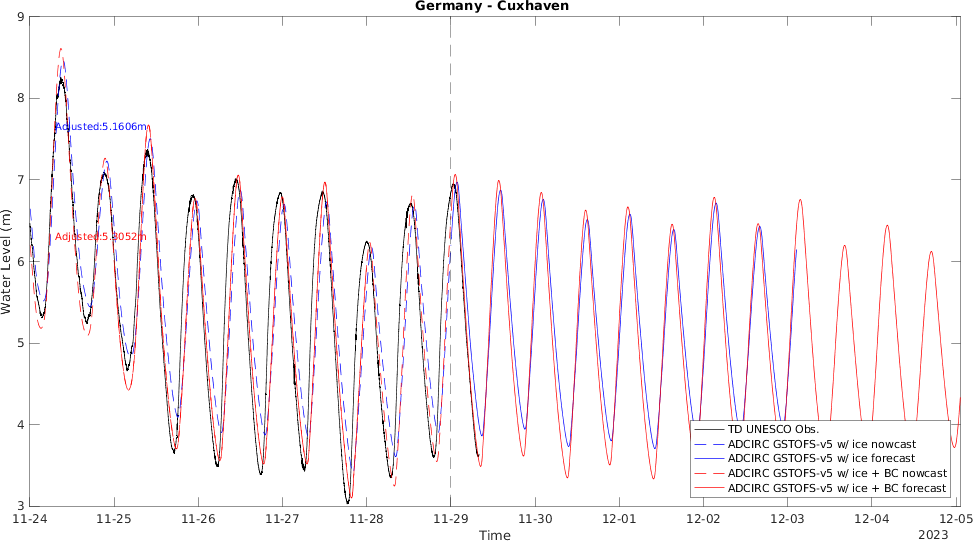 Germany - Cuxhaven
9
8
7
6
5
4
3
Water Level (m)
Adjusted:5.1606m
Adjusted:5.3052m
TD UNESCO Obs.
ADCIRC GSTOFS-v5 w/ ice nowcast
ADCIRC GSTOFS-v5 w/ ice forecast
ADCIRC GSTOFS-v5 w/ ice + BC nowcast
ADCIRC GSTOFS-v5 w/ ice + BC forecast
11-24 11-25 11-26 11-27 11-28 11-29 11-30 12-01 12-02 12-03 12-04 12-05
Time
2023